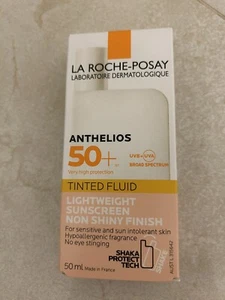 LA ROCHE-POSAY
LABORATOIRE DERMATOLOGIQUE
ANTHELIOS
50+
UVB+UVA
Very high protection
BROAD SPECTRUM
TINTED FLUID
LIGHTWEIGHT
SUNSCREEN
NON SHINY FINISH
For sensitive and sun intolerant skin
Hypoallergenic fragrance
No eye stinging
SHAKA
PROTECT
TECH
SHAKE
50 ml Made in France